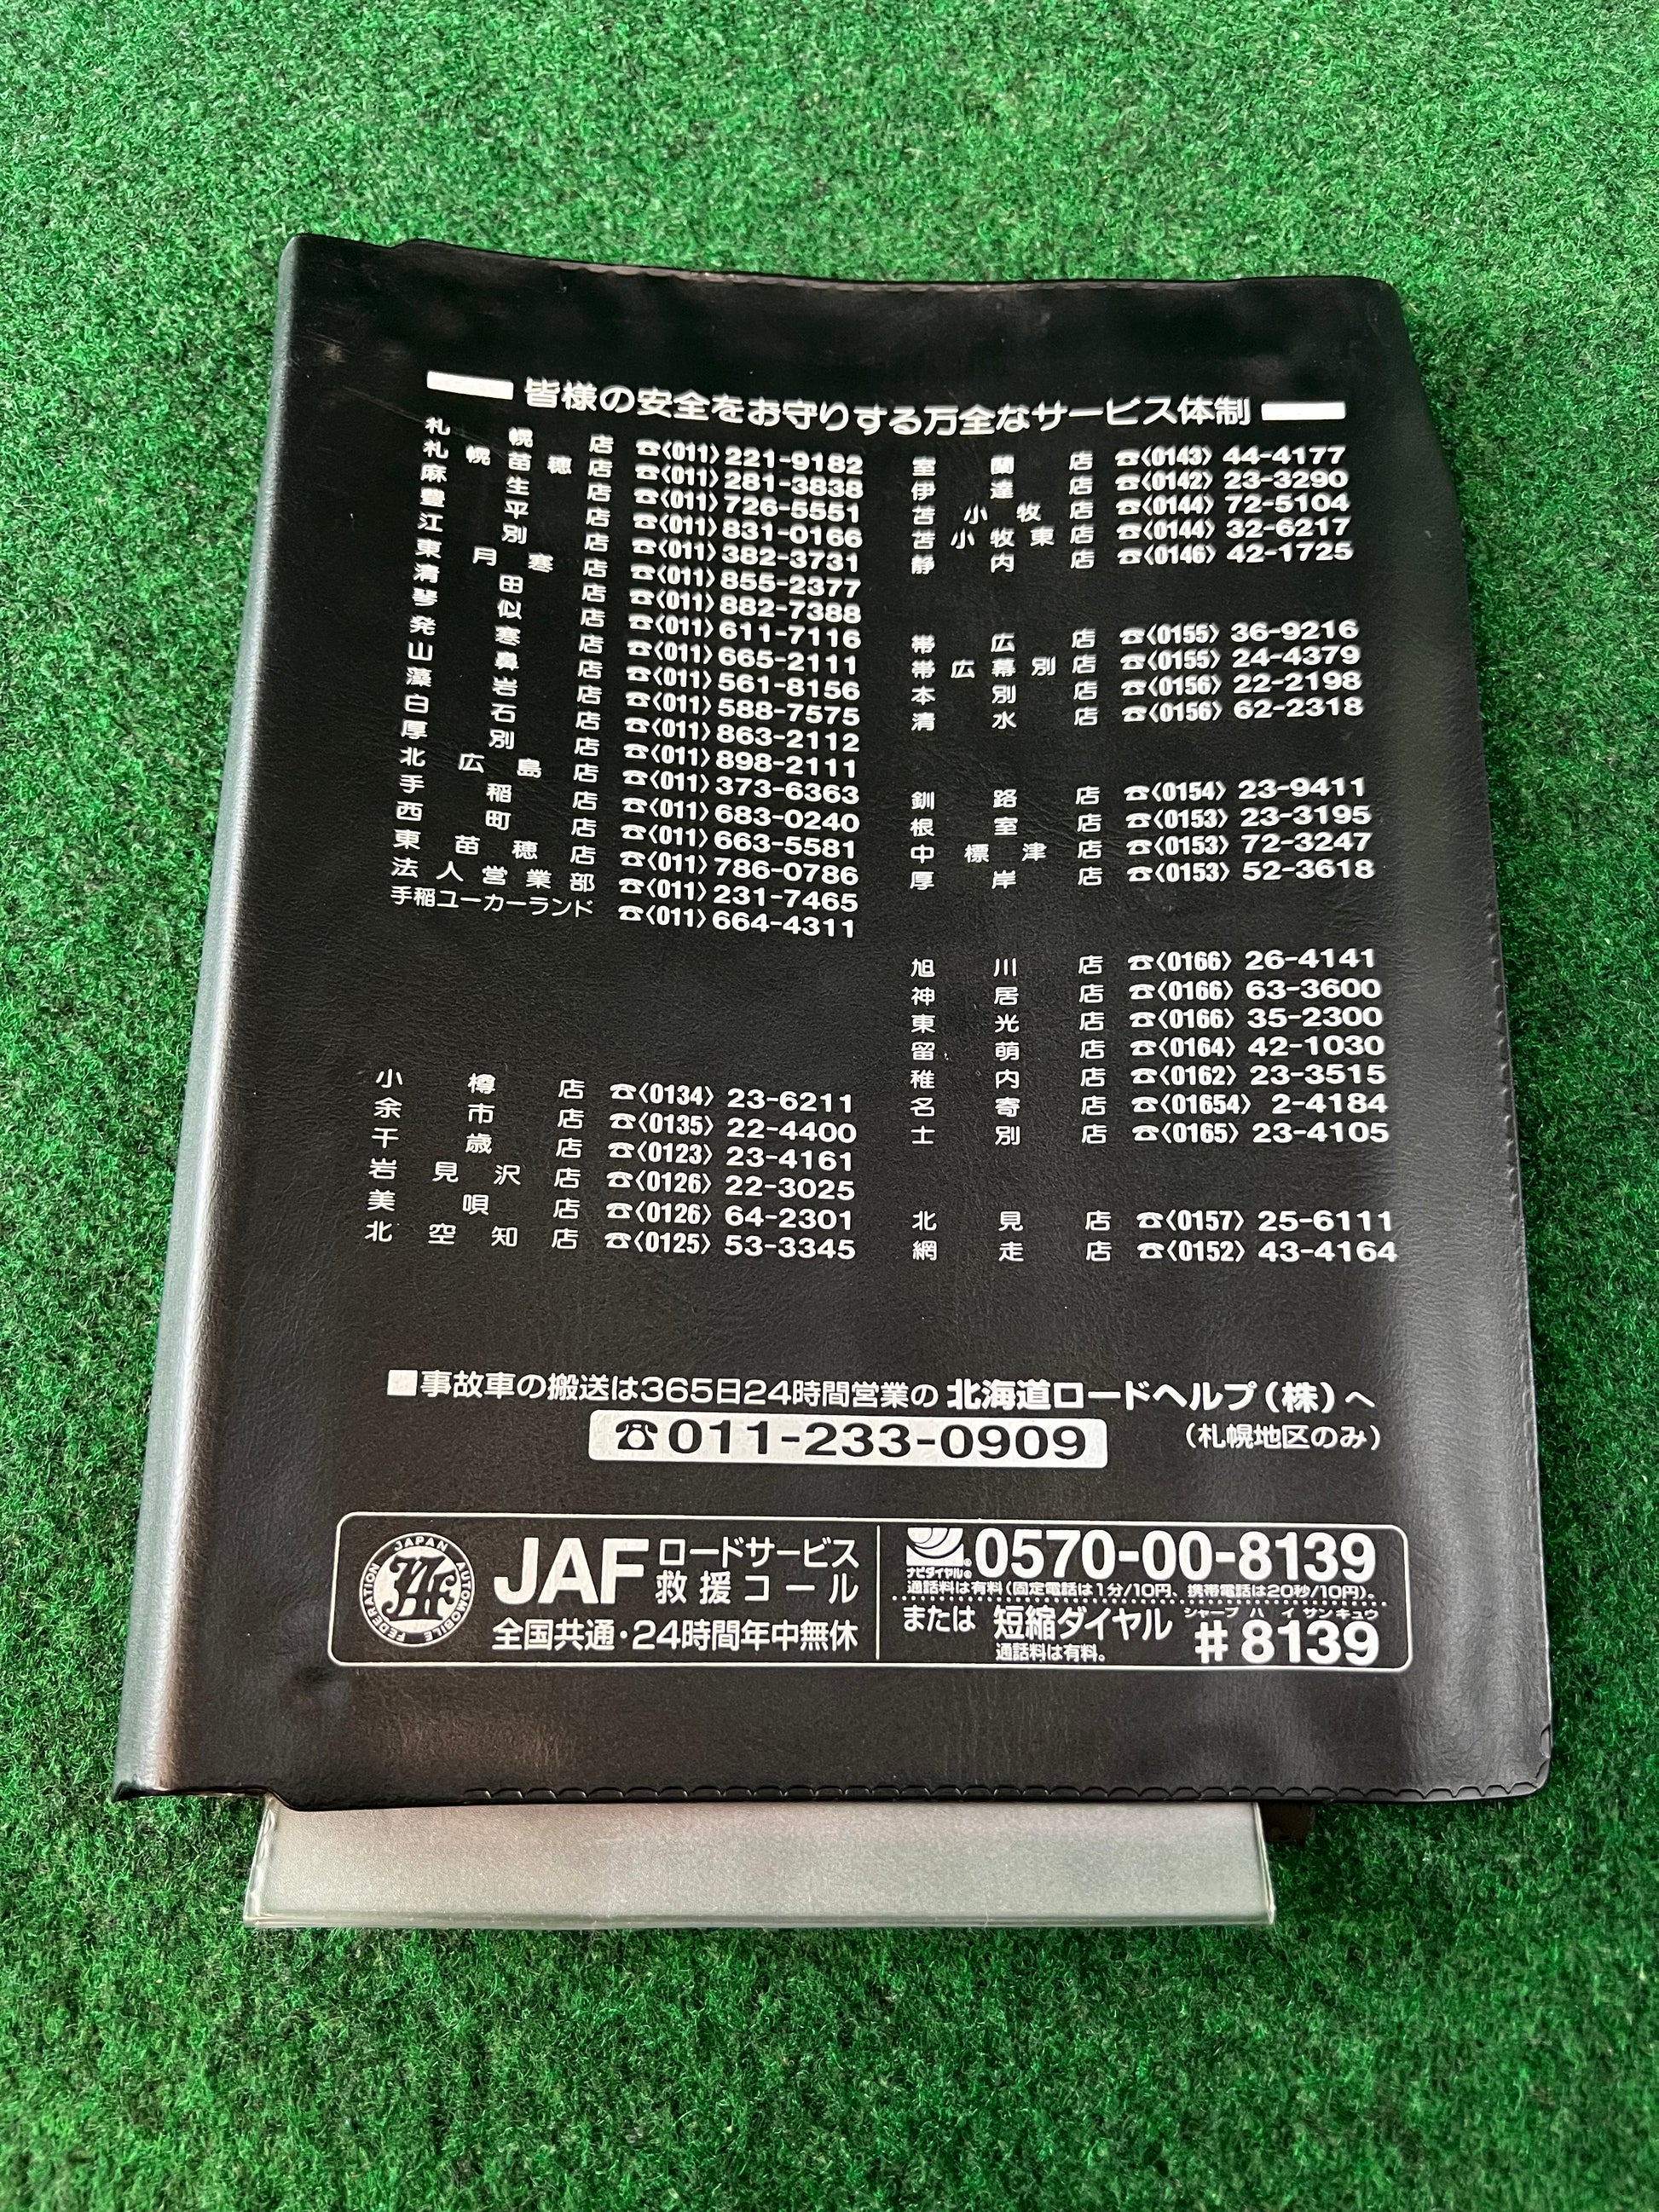 皆様の安全をお守りする万全なサービス体制
札幌店 ☎〈011〉221-9182
札幌苗穂店 ☎〈011〉281-3838
麻生店 ☎〈011〉726-5551
豊平店 ☎〈011〉831-0166
江別店 ☎〈011〉382-3731
東月寒店 ☎〈011〉855-2377
清田店 ☎〈011〉882-7388
琴似店 ☎〈011〉611-7116
発寒店 ☎〈011〉665-2111
山鼻店 ☎〈011〉561-8156
藻岩店 ☎〈011〉588-7575
白石店 ☎〈011〉863-2112
厚別店 ☎〈011〉898-2111
北広島店 ☎〈011〉373-6363
手稲店 ☎〈011〉683-0240
西町店 ☎〈011〉663-5581
東苗穂店 ☎〈011〉786-0786
法人営業部 ☎〈011〉231-7465
手稲ユーカーランド ☎〈011〉664-4311
小樽店 ☎〈0134〉23-6211
余市店 ☎〈0135〉22-4400
千歳店 ☎〈0123〉23-4161
岩見沢店 ☎〈0126〉22-3025
美唄店 ☎〈0126〉64-2301
北空知店 ☎〈0125〉53-3345
室蘭店 ☎〈0143〉44-4177
伊達店 ☎〈0142〉23-3290
苫小牧店 ☎〈0144〉72-5104
苫小牧東店 ☎〈0144〉32-6217
静内店 ☎〈0146〉42-1725
帯広店 ☎〈0155〉36-9216
帯広幕別店 ☎〈0155〉24-4379
本別店 ☎〈0156〉22-2198
清水店 ☎〈0156〉62-2318
釧路店 ☎〈0154〉23-9411
根室店 ☎〈0153〉23-3195
中標津店 ☎〈0153〉72-3247
厚岸店 ☎〈0153〉52-3618
旭川店 ☎〈0166〉26-4141
神居店 ☎〈0166〉63-3600
東光店 ☎〈0166〉35-2300
留萌店 ☎〈0164〉42-1030
稚内店 ☎〈0162〉23-3515
名寄店 ☎〈01654〉2-4184
士別店 ☎〈0165〉23-4105
北見店 ☎〈0157〉25-6111
網走店 ☎〈0152〉43-4164
■事故車の搬送は365日24時間営業の 北海道ロードヘルプ(株)へ
☎011-233-0909 (札幌地区のみ)
JAPAN AUTOMOBILE FEDERATION
JAF ロードサービス
救援コール
全国共通・24時間年中無休
ナビダイヤル® 0570-00-8139
通話料は有料(固定電話は1分/10円、携帯電話は20秒/10円)。
シャープ ハイサンキュウ
または 短縮ダイヤル #8139
通話料は有料。